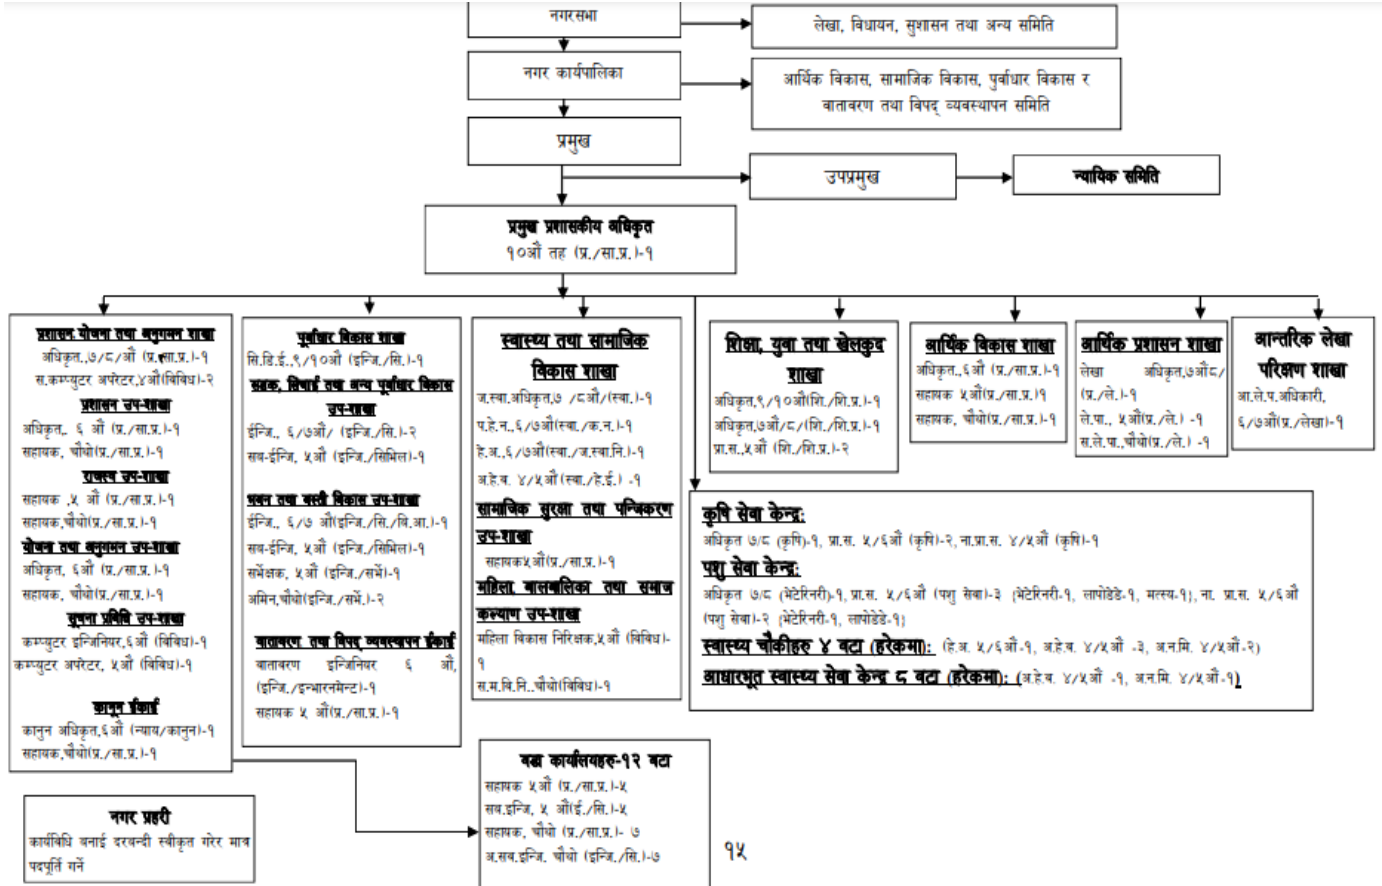 नगरसभा
लेखा, विधायन, सुशासन तथा अन्य समिति
नगर कार्यपालिका
आर्थिक विकास, सामाजिक विकास, पुर्वाधार विकास र
वातावरण तथा विपद् व्यवस्थापन समिति
प्रमुख
उपप्रमुख
न्यायिक समिति
प्रमुख प्रशासकीय अधिकृत
१०औं तह (प्र./सा.प्र.)-१
प्रशासन योजना तथा अनुगमन शाखा
अधिकृत.,७/८/औं (प्र.सा.प्र.)-१
स.कम्प्युटर अपरेटर,४औं(विविध)-२
प्रशासन उप-शाखा
अधिकृत,. ६ औं (प्र./सा.प्र.)-१
सहायक, चौथो(प्र./सा.प्र.)-१
राजस्व उप-शाखा
सहायक ,५ औं (प्र./सा.प्र.)-१
सहायक,चौथो(प्र./सा.प्र.)-१
योजना तथा अनुगमन उप-शाखा
अधिकृत, ६औं (प्र./सा.प्र.)-१
सहायक, चौथो(प्र./सा.प्र.)-१
सूचना प्रविधि उप-शाखा
कम्प्युटर इन्जिनियर,६औं (विविध)-१
कम्प्युटर अपरेटर, ५औं (विविध)-१
कानून ईकाई
कानुन अधिकृत,६औं (न्याय/कानुन)-१
सहायक,चौथो(प्र./सा.प्र.)-१
पूर्वाधार विकास शाखा
सि.डि.ई.,९/१०औं (इन्जि./सि.)-१
सडक, सिंचाई तथा अन्य पूर्वाधार विकास
उप-शाखा
ईन्जि., ६/७औं/ (इन्जि./सि.)-२
सब-ईन्जि, ५औं (इन्जि./सिभिल)-१
भवन तथा वस्ती विकास उप-शाखा
ईन्जि., ६/७ औं(इन्जि./सि./बि.आ.)-१
सब-ईन्जि, ५औं (इन्जि./सिभिल)-१
सर्भेक्षक, ५औं (इन्जि./सर्भे)-१
अमिन,चौथो(इन्जि./सर्भे.)-२
वातावरण तथा विपद् व्यवस्थापन ईकाई
वातावरण इन्जिनियर ६ औं,
(इन्जि./इन्भारनमेन्ट)-१
सहायक ५ औं(प्र./सा.प्र.)-१
स्वास्थ्य तथा सामाजिक
विकास शाखा
ज.स्वा.अधिकृत,७ /८औं/(स्वा.)-१
प.हे.न.,६/७औं(स्वा./क.न.)-१
हे.अ.,६/७औं(स्वा./ज.स्वा.नि.)-१
अ.हे.व. ४/५औं(स्वा./हे.ई.) -१
सामाजिक सुरक्षा तथा पन्जिकरण
उप-शाखा
सहायक५औं(प्र./सा.प्र.)-१
महिला, बालबालिका तथा समाज
कल्याण उप-शाखा
महिला विकास निरिक्षक,५औं (विविध)-
१
स.म.वि.नि..चौथो(विविध)-१
शिक्षा, युवा तथा खेलकुद
शाखा
अधिकृत,९/१०औं(शि./शि.प्र.)-१
अधिकृत,७औं/८/(शि./शि.प्र.)-१
प्रा.स.,५औं (शि./शि.प्र.)-२
आर्थिक विकास शाखा
अधिकृत.,६औं (प्र./सा.प्र.)-१
सहायक ५औं(प्र./सा.प्र.)१
सहायक, चौथो(प्र./सा.प्र.)-१
आर्थिक प्रशासन शाखा
लेखा अधिकृत,७औं८/
(प्र./ले.)-१
ले.पा., ५औं(प्र./ले.) -१
स.ले.पा.,चौथो(प्र./ले.) -१
आन्तरिक लेखा
परिक्षण शाखा
आ.ले.प.अधिकारी,
६/७औं(प्र./लेखा)-१
कृषि सेवा केन्द्र:
अधिकृत ७/८ (कृषि)-१, प्रा.स. ५/६औं (कृषि)-२, ना.प्रा.स. ४/५औं (कृषि)-१
पशु सेवा केन्द्र:
अधिकृत ७/८ (भेटेरिनरी)-१, प्रा.स. ५/६औं (पशु सेवा)-३ {भेटेरिनरी-१, लापोडेडे-१, मत्स्य-१}, ना. प्रा.स. ५/६औं
(पशु सेवा)-२ {भेटेरिनरी-१, लापोडेडे-१}
स्वास्थ्य चौकीहरु ४ वटा (हरेकमा): (हे.अ. ५/६औं-१, अ.हे.व. ४/५औं -३, अ.न.मि. ४/५औं-२)
आधारभूत स्वास्थ्य सेवा केन्द्र ८ वटा (हरेकमा): (अ.हे.व. ४/५औं -१, अ.न.मि. ४/५औं-१)
वडा कार्यालयहरु-१२ वटा
सहायक ५औं (प्र./सा.प्र.)-५
सव.इन्जि, ५ औं(ई./सि.)-५
सहायक, चौथो (प्र./सा.प्र.)- ७
अ.सव.इन्जि. चौथो (इन्जि./सि.)-७
नगर प्रहरी
कार्यविधि बनाई दरबन्दी स्वीकृत गरेर मात्र
पदपूर्ति गर्ने
१५